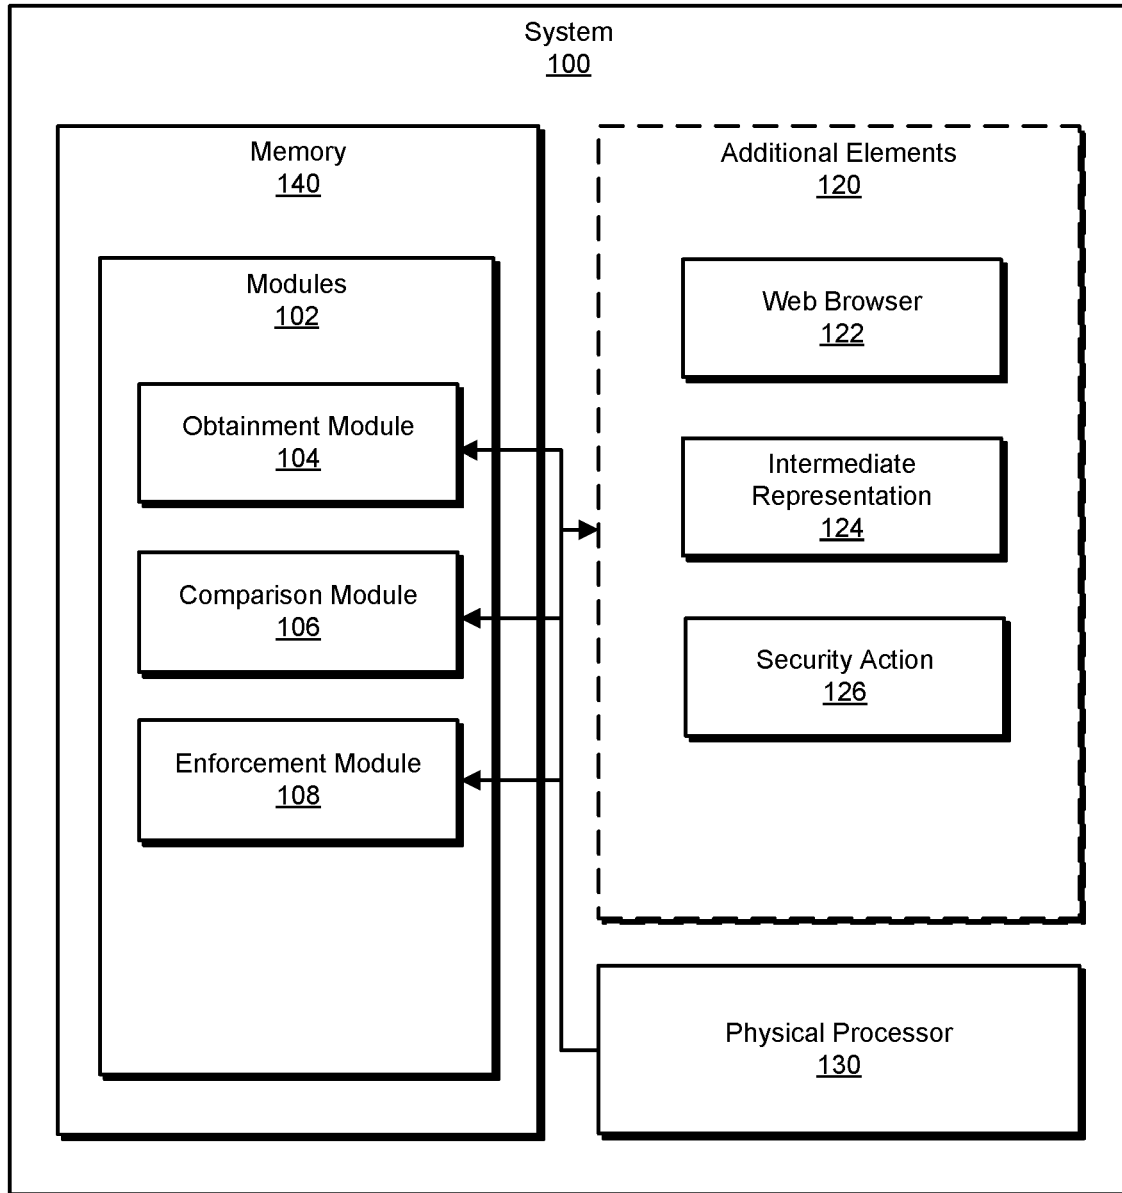 System
100
Memory
140
Modules
102
Obtainment Module
104
Comparison Module
106
Enforcement Module
108
Additional Elements
120
Web Browser
122
Intermediate
Representation
124
Security Action
126
Physical Processor
130